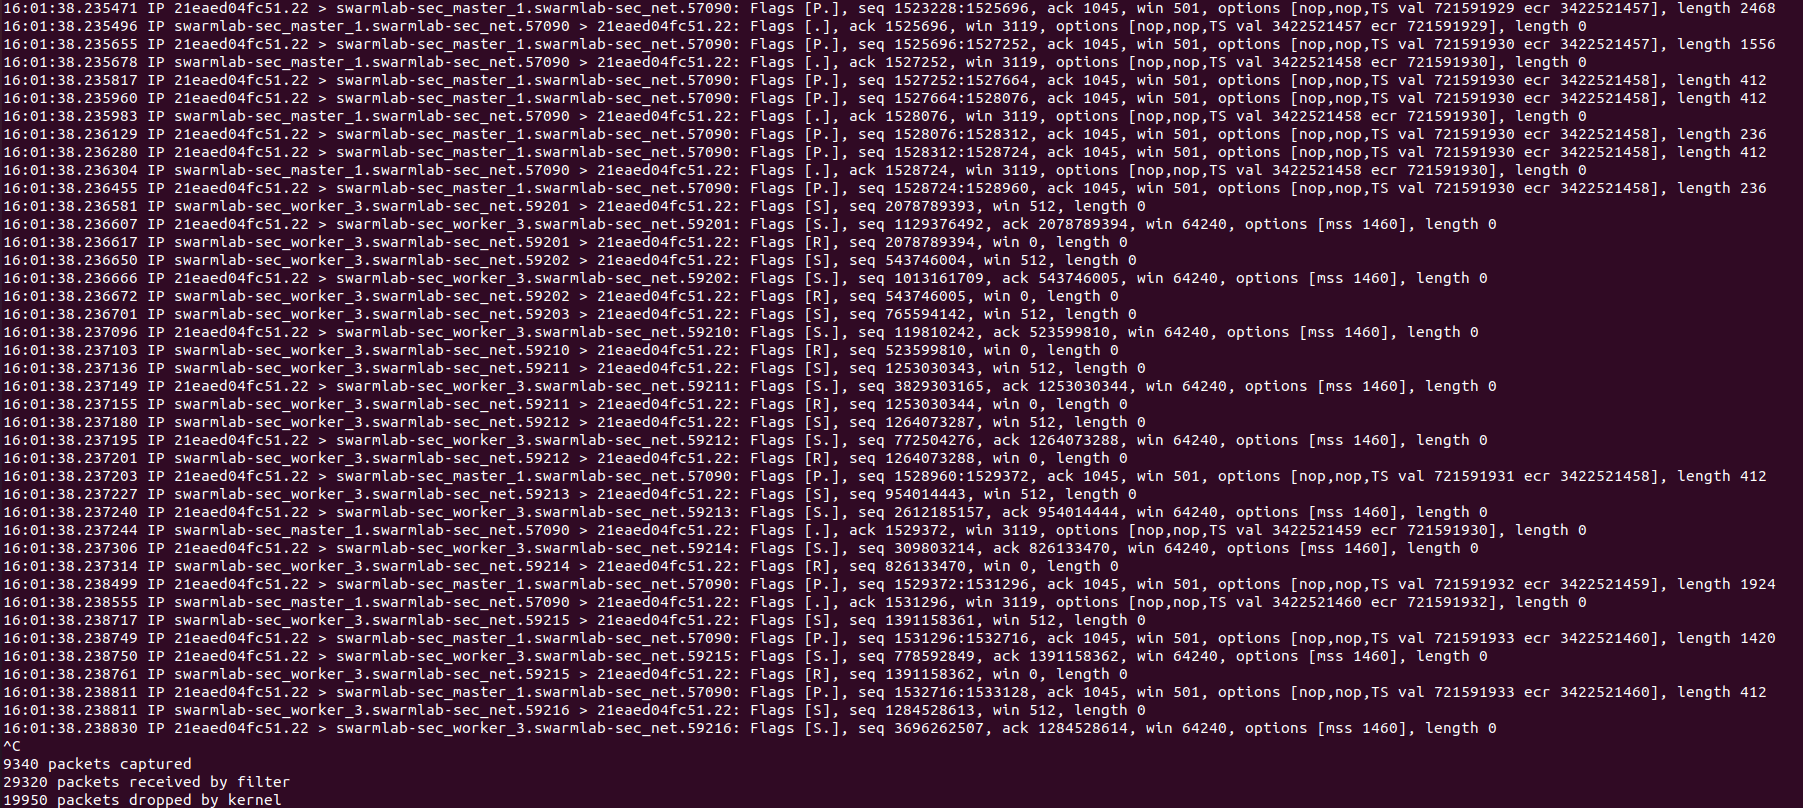 16:01:38.235471 IP 21eaed04fc51.22 > swarmlab-sec_master_1.swarmlab-sec_net.57090: Flags [P.], seq 1523228:1525696, ack 1045, win 501, options [nop,nop,TS val 721591929 ecr 3422521457], length 2468
16:01:38.235496 IP swarmlab-sec_master_1.swarmlab-sec_net.57090 > 21eaed04fc51.22: Flags [.], ack 1525696, win 3119, options [nop,nop,TS val 3422521457 ecr 721591929], length 0
16:01:38.235655 IP 21eaed04fc51.22 > swarmlab-sec_master_1.swarmlab-sec_net.57090: Flags [P.], seq 1525696:1527252, ack 1045, win 501, options [nop,nop,TS val 721591930 ecr 3422521457], length 1556
16:01:38.235678 IP swarmlab-sec_master_1.swarmlab-sec_net.57090 > 21eaed04fc51.22: Flags [.], ack 1527252, win 3119, options [nop,nop,TS val 3422521458 ecr 721591930], length 0
16:01:38.235817 IP 21eaed04fc51.22 > swarmlab-sec_master_1.swarmlab-sec_net.57090: Flags [P.], seq 1527252:1527664, ack 1045, win 501, options [nop,nop,TS val 721591930 ecr 3422521458], length 412
16:01:38.235960 IP 21eaed04fc51.22 > swarmlab-sec_master_1.swarmlab-sec_net.57090: Flags [P.], seq 1527664:1528076, ack 1045, win 501, options [nop,nop,TS val 721591930 ecr 3422521458], length 412
16:01:38.235983 IP swarmlab-sec_master_1.swarmlab-sec_net.57090 > 21eaed04fc51.22: Flags [.], ack 1528076, win 3119, options [nop,nop,TS val 3422521458 ecr 721591930], length 0
16:01:38.236129 IP 21eaed04fc51.22 > swarmlab-sec_master_1.swarmlab-sec_net.57090: Flags [P.], seq 1528076:1528312, ack 1045, win 501, options [nop,nop,TS val 721591930 ecr 3422521458], length 236
16:01:38.236280 IP 21eaed04fc51.22 > swarmlab-sec_master_1.swarmlab-sec_net.57090: Flags [P.], seq 1528312:1528724, ack 1045, win 501, options [nop,nop,TS val 721591930 ecr 3422521458], length 412
16:01:38.236304 IP swarmlab-sec_master_1.swarmlab-sec_net.57090 > 21eaed04fc51.22: Flags [.], ack 1528724, win 3119, options [nop,nop,TS val 3422521458 ecr 721591930], length 0
16:01:38.236455 IP 21eaed04fc51.22 > swarmlab-sec_master_1.swarmlab-sec_net.57090: Flags [P.], seq 1528724:1528960, ack 1045, win 501, options [nop,nop,TS val 721591930 ecr 3422521458], length 236
16:01:38.236581 IP swarmlab-sec_worker_3.swarmlab-sec_net.59201 > 21eaed04fc51.22: Flags [S], seq 2078789393, win 512, length 0
16:01:38.236607 IP 21eaed04fc51.22 > swarmlab-sec_worker_3.swarmlab-sec_net.59201: Flags [S.], seq 1129376492, ack 2078789394, win 64240, options [mss 1460], length 0
16:01:38.236617 IP swarmlab-sec_worker_3.swarmlab-sec_net.59201 > 21eaed04fc51.22: Flags [R], seq 2078789394, win 0, length 0
16:01:38.236650 IP swarmlab-sec_worker_3.swarmlab-sec_net.59202 > 21eaed04fc51.22: Flags [S], seq 543746004, win 512, length 0
16:01:38.236666 IP 21eaed04fc51.22 > swarmlab-sec_worker_3.swarmlab-sec_net.59202: Flags [S.], seq 1013161709, ack 543746005, win 64240, options [mss 1460], length 0
16:01:38.236672 IP swarmlab-sec_worker_3.swarmlab-sec_net.59202 > 21eaed04fc51.22: Flags [R], seq 543746005, win 0, length 0
16:01:38.236701 IP swarmlab-sec_worker_3.swarmlab-sec_net.59203 > 21eaed04fc51.22: Flags [S], seq 765594142, win 512, length 0
16:01:38.237096 IP 21eaed04fc51.22 > swarmlab-sec_worker_3.swarmlab-sec_net.59210: Flags [S.], seq 119810242, ack 523599810, win 64240, options [mss 1460], length 0
16:01:38.237103 IP swarmlab-sec_worker_3.swarmlab-sec_net.59210 > 21eaed04fc51.22: Flags [R], seq 523599810, win 0, length 0
16:01:38.237136 IP swarmlab-sec_worker_3.swarmlab-sec_net.59211 > 21eaed04fc51.22: Flags [S], seq 1253030343, win 512, length 0
16:01:38.237149 IP 21eaed04fc51.22 > swarmlab-sec_worker_3.swarmlab-sec_net.59211: Flags [S.], seq 3829303165, ack 1253030344, win 64240, options [mss 1460], length 0
16:01:38.237155 IP swarmlab-sec_worker_3.swarmlab-sec_net.59211 > 21eaed04fc51.22: Flags [R], seq 1253030344, win 0, length 0
16:01:38.237180 IP swarmlab-sec_worker_3.swarmlab-sec_net.59212 > 21eaed04fc51.22: Flags [S], seq 1264073287, win 512, length 0
16:01:38.237195 IP 21eaed04fc51.22 > swarmlab-sec_worker_3.swarmlab-sec_net.59212: Flags [S.], seq 772504276, ack 1264073288, win 64240, options [mss 1460], length 0
16:01:38.237201 IP swarmlab-sec_worker_3.swarmlab-sec_net.59212 > 21eaed04fc51.22: Flags [R], seq 1264073288, win 0, length 0
16:01:38.237203 IP 21eaed04fc51.22 > swarmlab-sec_master_1.swarmlab-sec_net.57090: Flags [P.], seq 1528960:1529372, ack 1045, win 501, options [nop,nop,TS val 721591931 ecr 3422521458], length 412
16:01:38.237227 IP swarmlab-sec_worker_3.swarmlab-sec_net.59213 > 21eaed04fc51.22: Flags [S], seq 954014443, win 512, length 0
16:01:38.237240 IP 21eaed04fc51.22 > swarmlab-sec_worker_3.swarmlab-sec_net.59213: Flags [S.], seq 2612185157, ack 954014444, win 64240, options [mss 1460], length 0
16:01:38.237244 IP swarmlab-sec_master_1.swarmlab-sec_net.57090 > 21eaed04fc51.22: Flags [.], ack 1529372, win 3119, options [nop,nop,TS val 3422521459 ecr 721591930], length 0
16:01:38.237306 IP 21eaed04fc51.22 > swarmlab-sec_worker_3.swarmlab-sec_net.59214: Flags [S.], seq 309803214, ack 826133470, win 64240, options [mss 1460], length 0
16:01:38.237314 IP swarmlab-sec_worker_3.swarmlab-sec_net.59214 > 21eaed04fc51.22: Flags [R], seq 826133470, win 0, length 0
16:01:38.238499 IP 21eaed04fc51.22 > swarmlab-sec_master_1.swarmlab-sec_net.57090: Flags [P.], seq 1529372:1531296, ack 1045, win 501, options [nop,nop,TS val 721591932 ecr 3422521459], length 1924
16:01:38.238555 IP swarmlab-sec_master_1.swarmlab-sec_net.57090 > 21eaed04fc51.22: Flags [.], ack 1531296, win 3119, options [nop,nop,TS val 3422521460 ecr 721591932], length 0
16:01:38.238717 IP swarmlab-sec_worker_3.swarmlab-sec_net.59215 > 21eaed04fc51.22: Flags [S], seq 1391158361, win 512, length 0
16:01:38.238749 IP 21eaed04fc51.22 > swarmlab-sec_master_1.swarmlab-sec_net.57090: Flags [P.], seq 1531296:1532716, ack 1045, win 501, options [nop,nop,TS val 721591933 ecr 3422521460], length 1420
16:01:38.238750 IP 21eaed04fc51.22 > swarmlab-sec_worker_3.swarmlab-sec_net.59215: Flags [S.], seq 778592849, ack 1391158362, win 64240, options [mss 1460], length 0
16:01:38.238761 IP swarmlab-sec_worker_3.swarmlab-sec_net.59215 > 21eaed04fc51.22: Flags [R], seq 1391158362, win 0, length 0
16:01:38.238811 IP 21eaed04fc51.22 > swarmlab-sec_master_1.swarmlab-sec_net.57090: Flags [P.], seq 1532716:1533128, ack 1045, win 501, options [nop,nop,TS val 721591933 ecr 3422521460], length 412
16:01:38.238811 IP swarmlab-sec_worker_3.swarmlab-sec_net.59216 > 21eaed04fc51.22: Flags [S], seq 1284528613, win 512, length 0
16:01:38.238830 IP 21eaed04fc51.22 > swarmlab-sec_worker_3.swarmlab-sec_net.59216: Flags [S.], seq 3696262507, ack 1284528614, win 64240, options [mss 1460], length 0
^C
9340 packets captured
29320 packets received by filter
19950 packets dropped by kernel